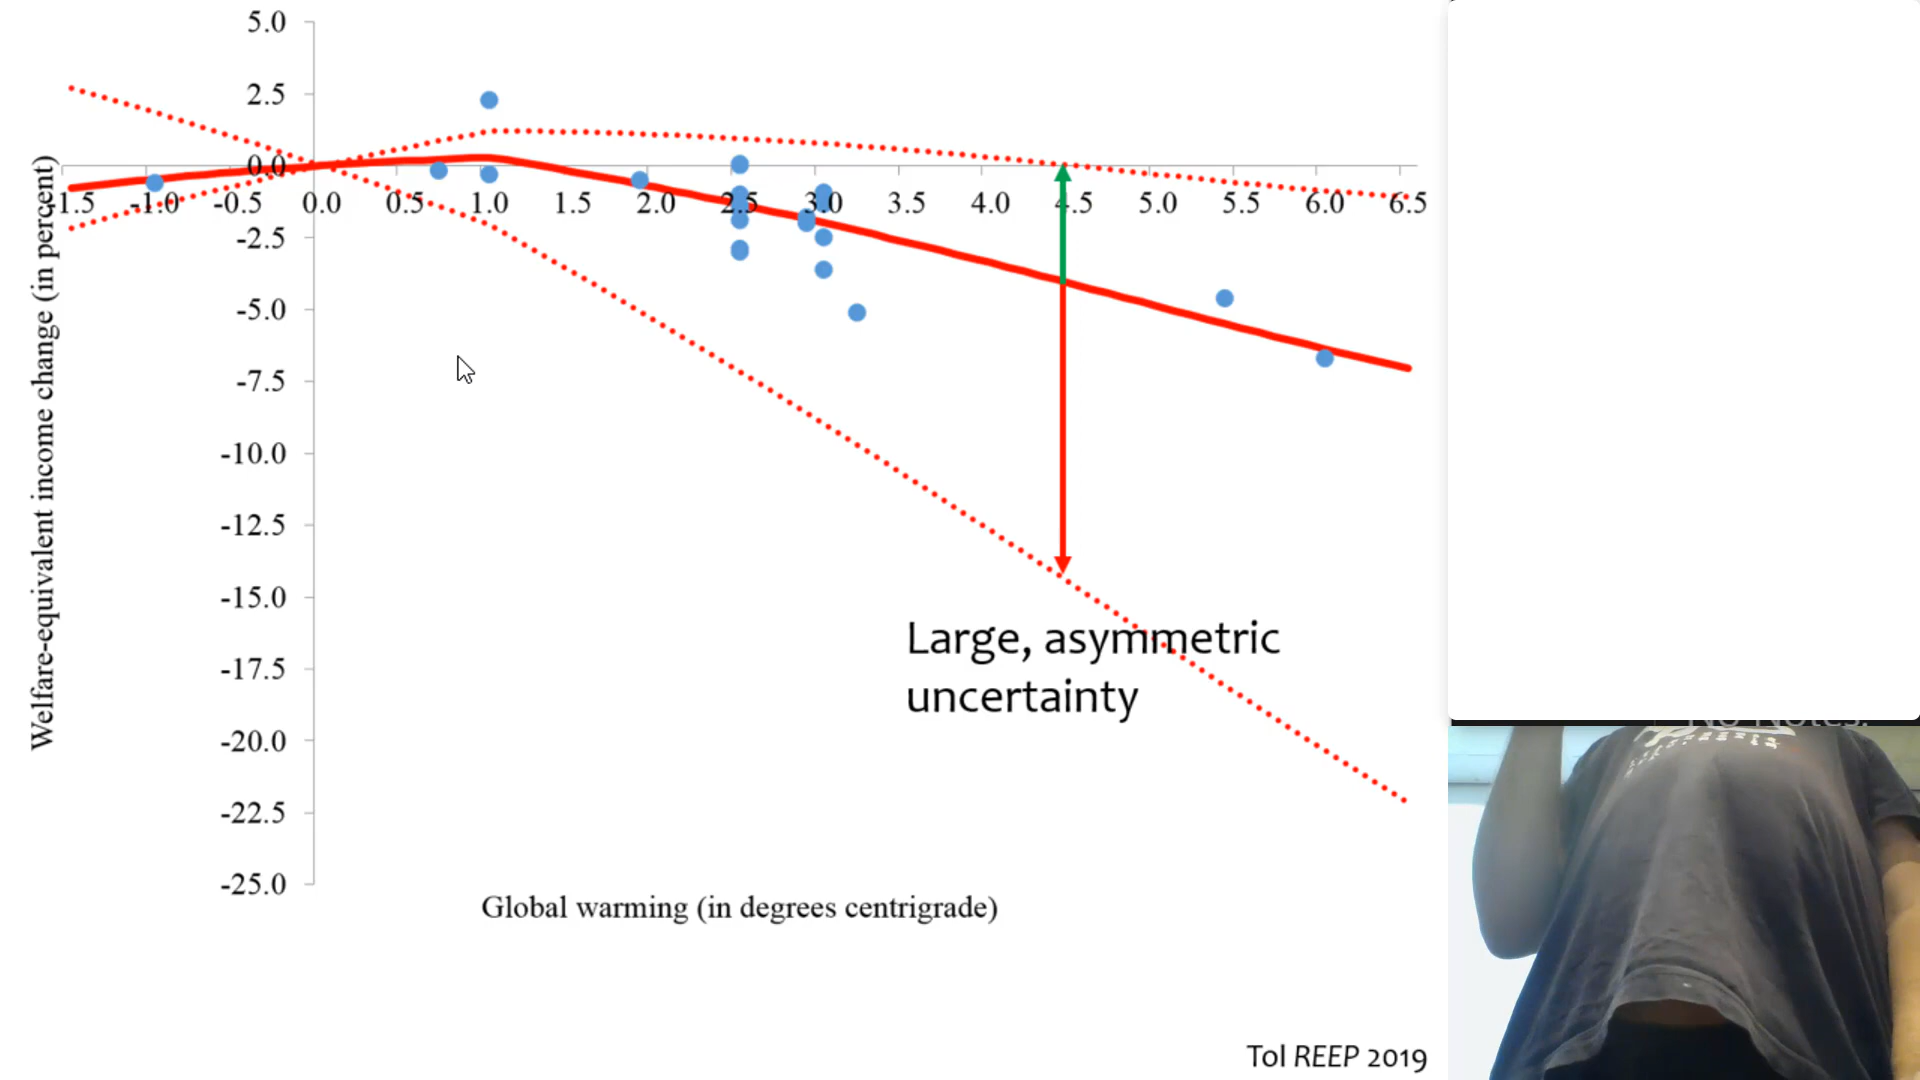 5.0
2.5
0.0
-1.5 -1.0 -0.5 0.0 0.5 1.0 1.5 2.0 2.5 3.0 3.5 4.0 4.5 5.0 5.5 6.0 6.5
-2.5
-5.0
-7.5
-10.0
-12.5
-15.0
-17.5
-20.0
-22.5
-25.0
Welfare-equivalent income change (in percent)
Global warming (in degrees centrigrade)
Large, asymmetric
uncertainty
Tol REEP 2019
No Notes.